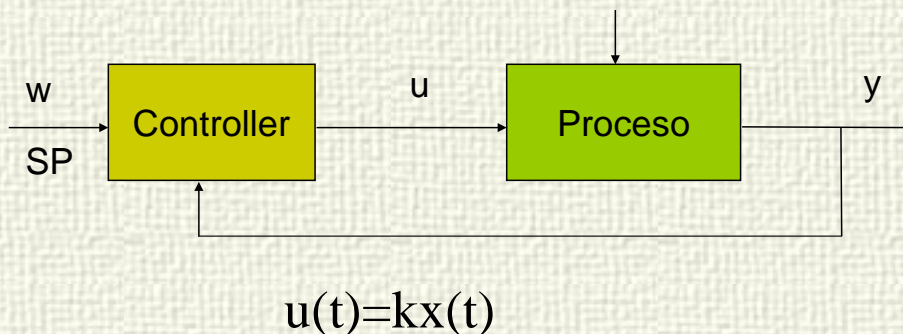 w
SP
Controller
u
Proceso
y
u(t)=kx(t)